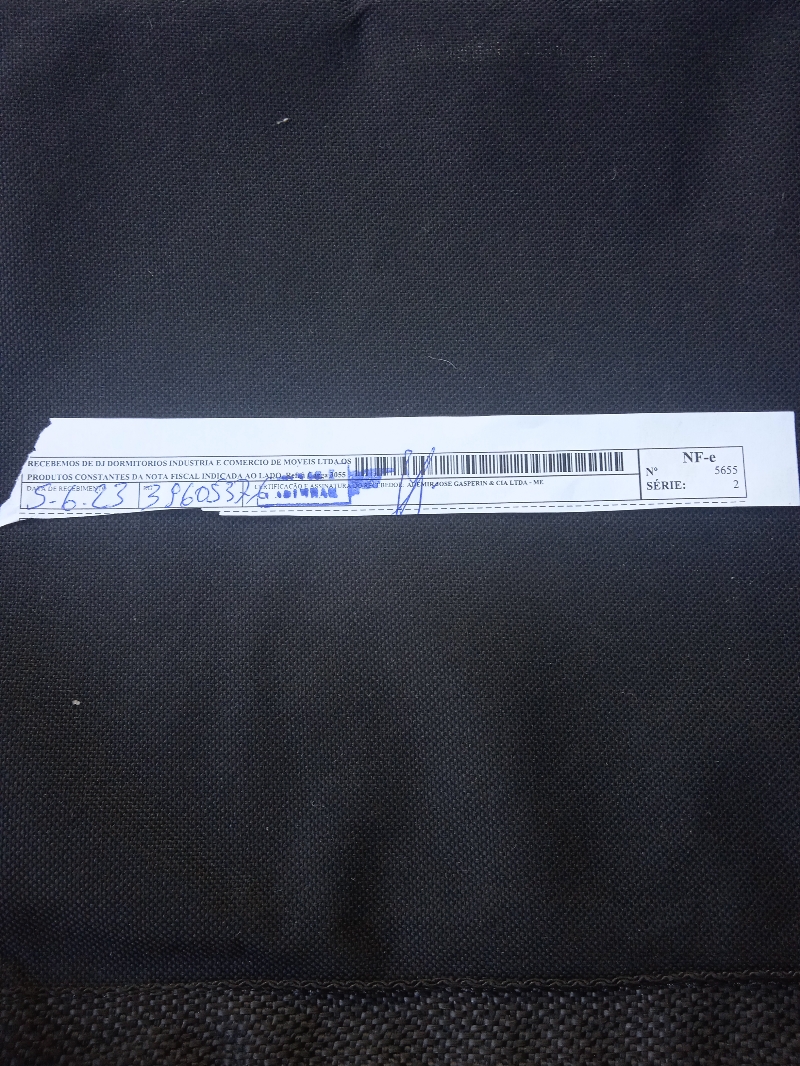 RECEBEMOS DE DJ DORMITORIOS INDUSTRIA E COMERCIO DE MOVEIS LTDA OS
PRODUTOS CONSTANTES DA NOTA FISCAL INDICADA AO LADO
DATA DE RECEBIMENTO
5-6-23
IDENTIFICAÇÃO E ASSINATURA DO RECEBEDOR ADEMIR JOSE GASPERIN & CIA LTDA - ME
NF-e
Nº 5655
SÉRIE: 2